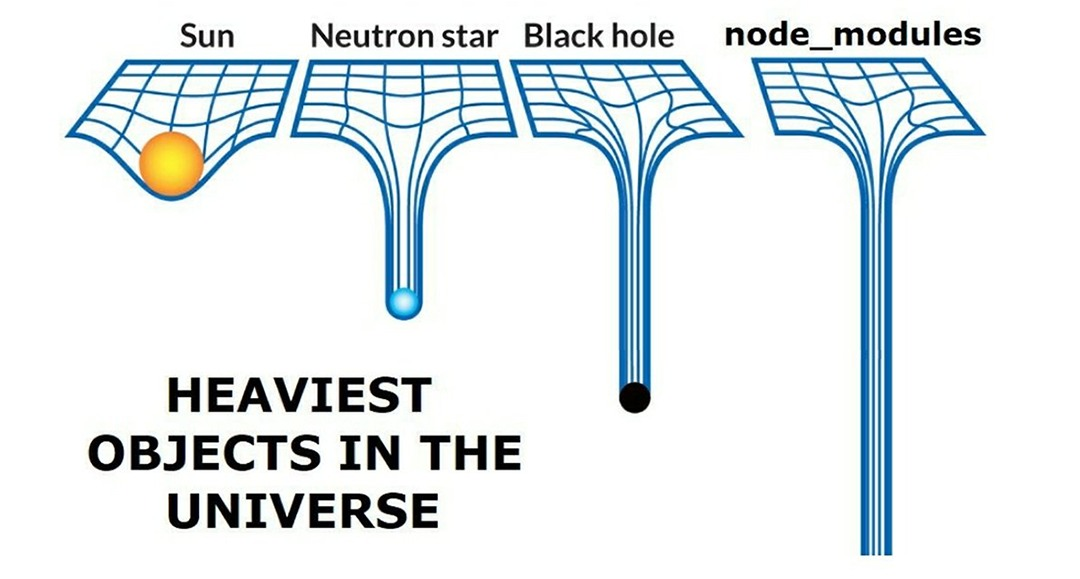 Sun
Neutron star
Black hole
node_modules
HEAVIEST
OBJECTS IN THE
UNIVERSE